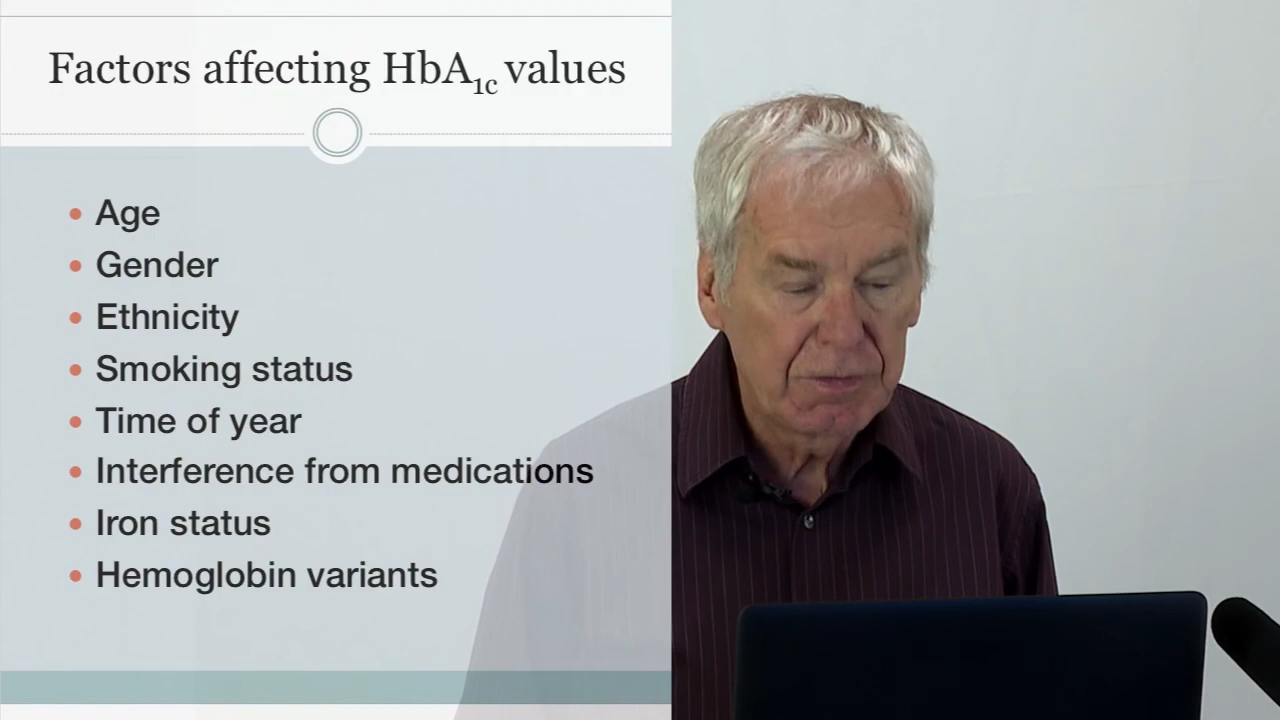 Factors affecting HbA1c values
Age
Gender
Ethnicity
Smoking status
Time of year
Interference from medications
Iron status
Hemoglobin variants